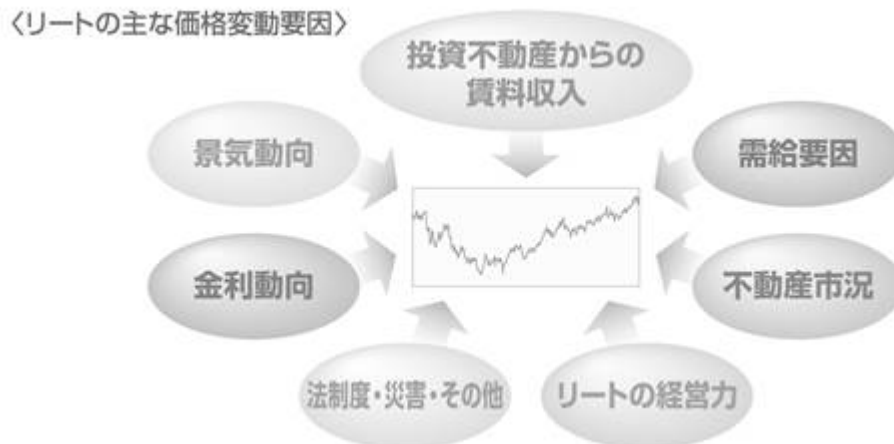 〈リートの主な価格変動要因〉
投資不動産からの
賃料収入
景気動向
需給要因
金利動向
不動産市況
法制度・災害・その他
リートの経営力